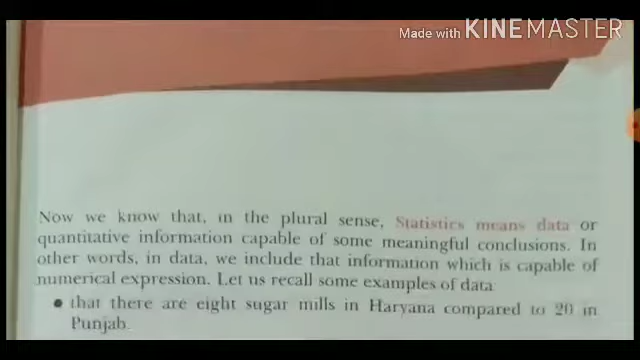 Made with KINEMASTER
Now we know that, in the plural sense, Statistics means data or
quantitative information capable of some meaningful conclusions. In
other words, in data, we include that information which is capable of
numerical expression. Let us recall some examples of data
• that there are eight sugar mills in Haryana compared to 20 in
Punjab.